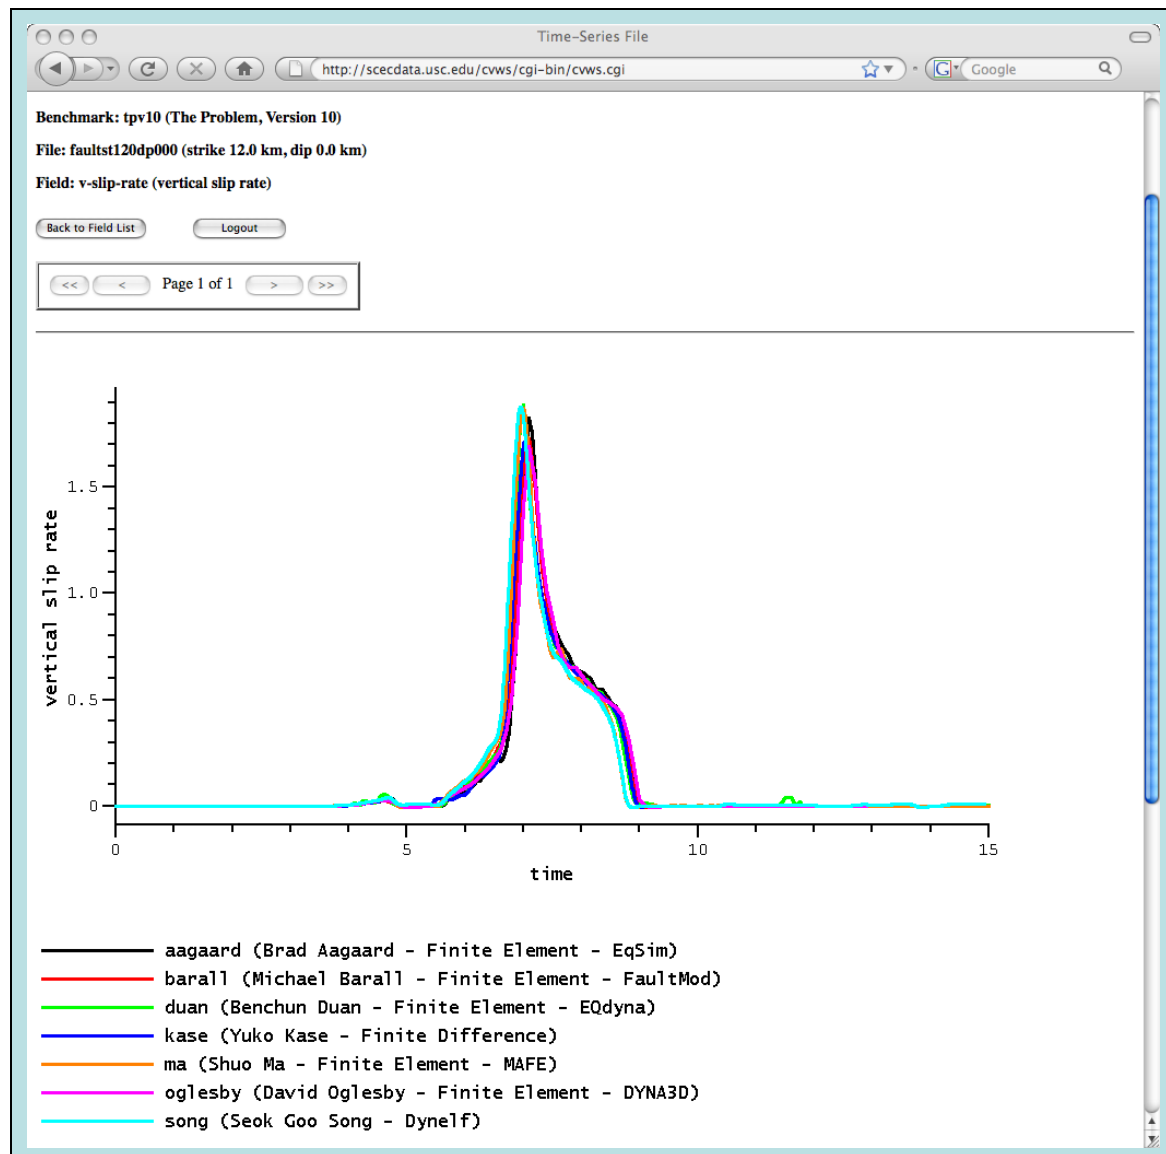 Time-Series File
http://scecdata.usc.edu/cvws/cgi-bin/cvws.cgi
G Google
Benchmark: tpv10 (The Problem, Version 10)
File: faultst120dp000 (strike 12.0 km, dip 0.0 km)
Field: v-slip-rate (vertical slip rate)
Back to Field List Logout
<< < Page 1 of 1 > >>
vertical slip rate
1.5
1.0
0.5
0
0 5 10 15
time
aagaard (Brad Aagaard - Finite Element - EqSim)
barall (Michael Barall - Finite Element - FaultMod)
duan (Benchun Duan - Finite Element - EQdyna)
kase (Yuko Kase - Finite Difference)
ma (Shuo Ma - Finite Element - MAFE)
oglesby (David Oglesby - Finite Element - DYNA3D)
song (Seok Goo Song - Dynelf)